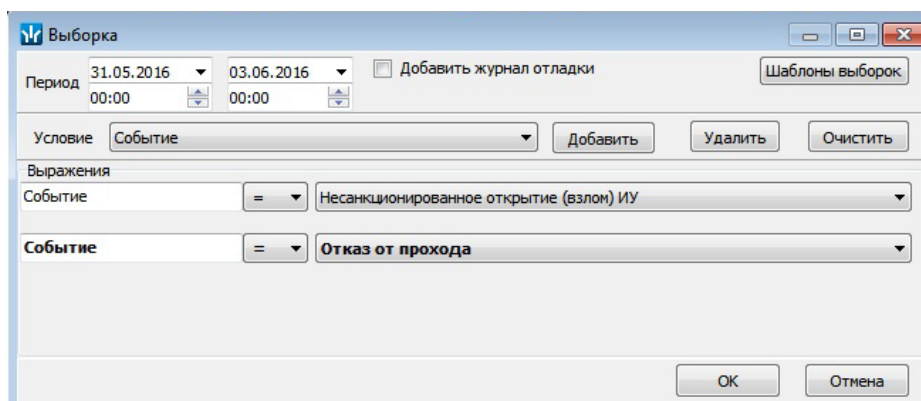 Выборка
Период 31.05.2016 03.06.2016 Добавить журнал отладки Шаблоны выборок
00:00 00:00
Условие Событие Добавить Удалить Очистить
Выражения
Событие = Несанкционированное открытие (взлом) ИУ
Событие = Отказ от прохода
OK Отмена